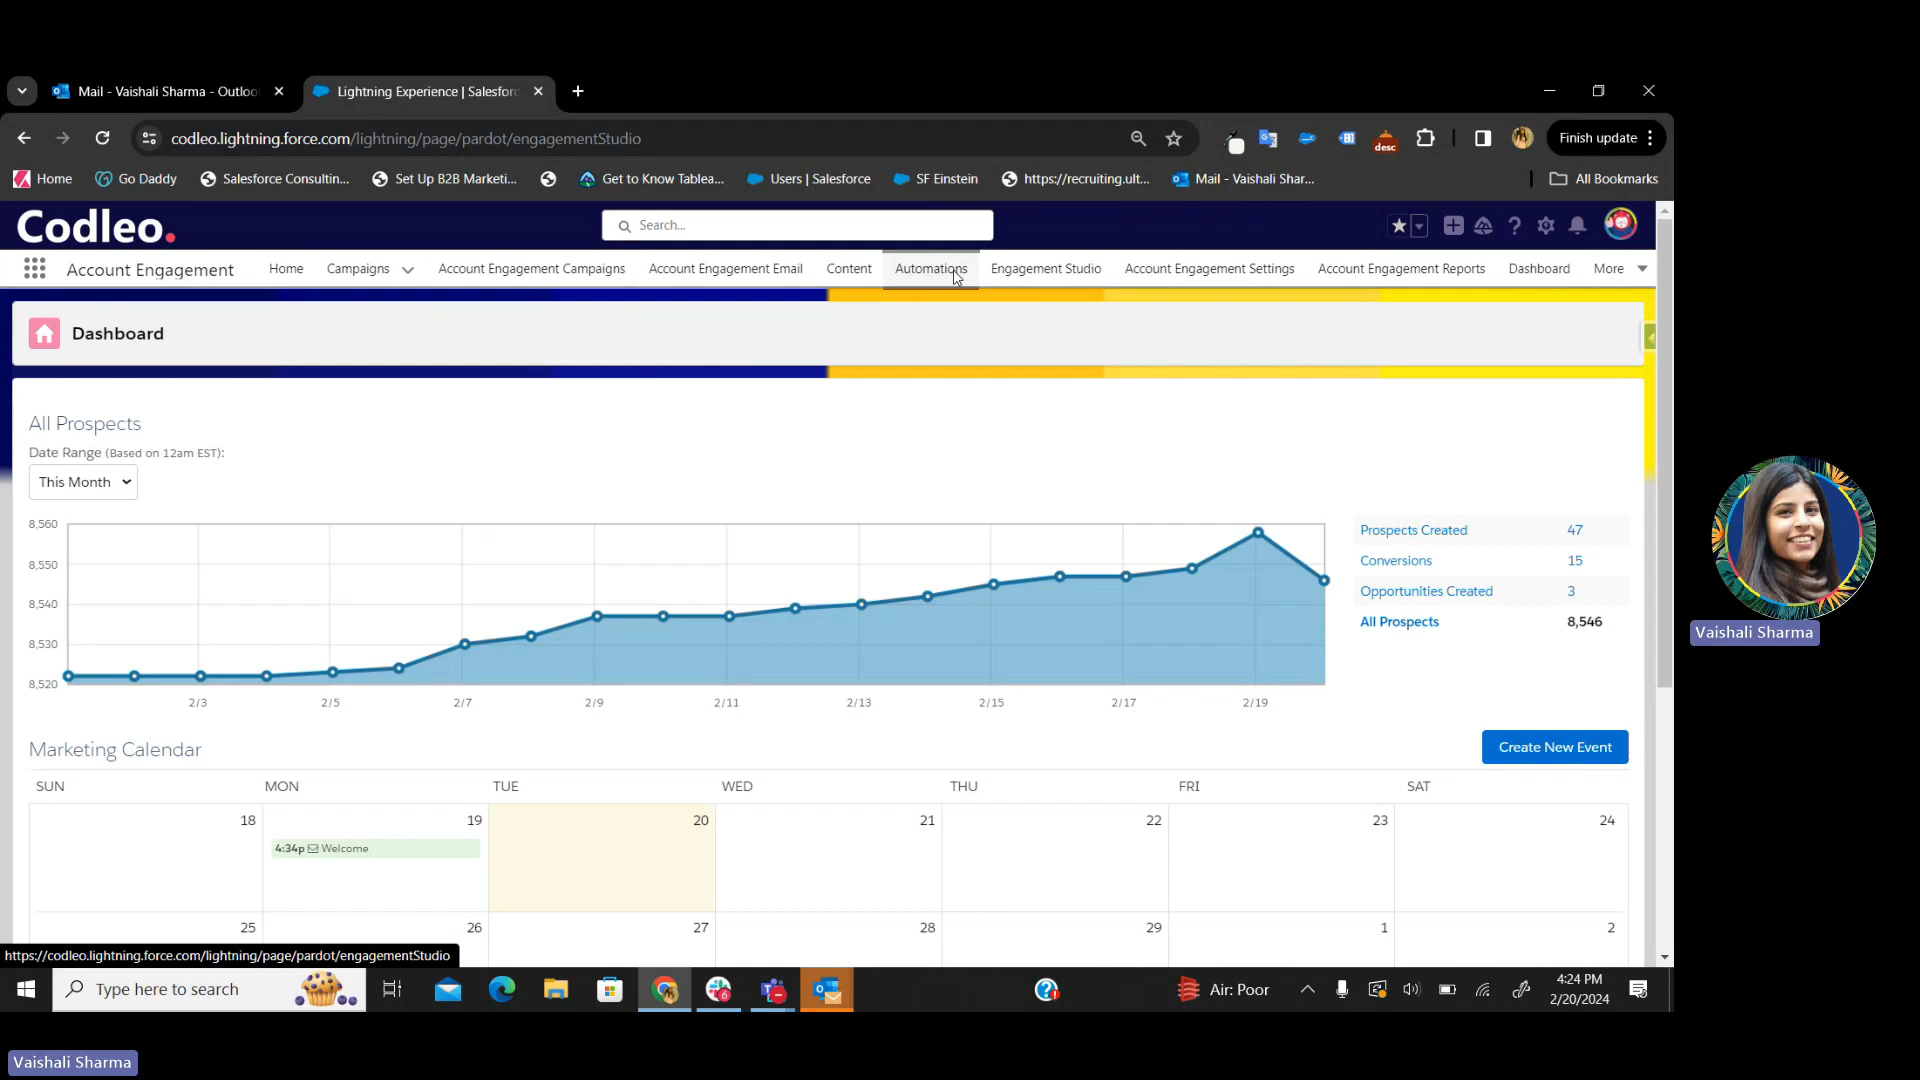 Mail - Vaishali Sharma - Outloo
Lightning Experience | Salesforc
codleo.lightning.force.com/lightning/page/pardot/engagementStudio
Finish update
Home
Go Daddy
Salesforce Consultin...
Set Up B2B Marketi...
Get to Know Tablea...
Users | Salesforce
SF Einstein
https://recruiting.ult...
Mail - Vaishali Shar...
All Bookmarks
desc
Codleo.
Search...
Account Engagement
Home
Campaigns
Account Engagement Campaigns
Account Engagement Email
Content
Automations
Engagement Studio
Account Engagement Settings
Account Engagement Reports
Dashboard
More
Dashboard
All Prospects
Date Range (Based on 12am EST):
This Month
8,560
8,550
8,540
8,530
8,520
2/3 2/5 2/7 2/9 2/11 2/13 2/15 2/17 2/19
Prospects Created 47
Conversions 15
Opportunities Created 3
All Prospects 8,546
Vaishali Sharma
Marketing Calendar
Create New Event
SUN MON TUE WED THU FRI SAT
18 19 20 21 22 23 24
4:34p Welcome
25 26 27 28 29 1 2
https://codleo.lightning.force.com/lightning/page/pardot/engagementStudio
Type here to search
6
Air: Poor
4:24 PM
2/20/2024
Vaishali Sharma